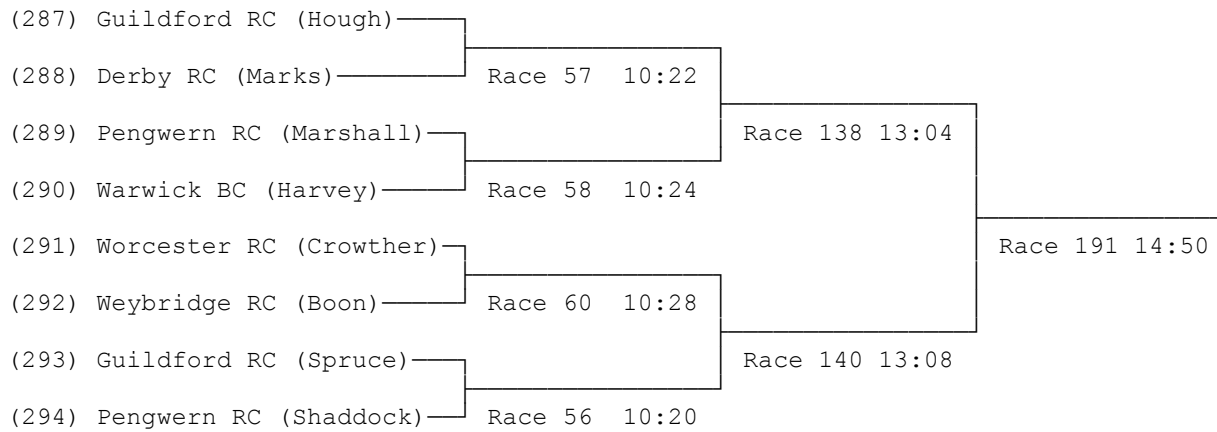 (287) Guildford RC (Hough)
(288) Derby RC (Marks) Race 57 10:22
(289) Pengwern RC (Marshall) Race 138 13:04
(290) Warwick BC (Harvey) Race 58 10:24
(291) Worcester RC (Crowther) Race 191 14:50
(292) Weybridge RC (Boon) Race 60 10:28
(293) Guildford RC (Spruce) Race 140 13:08
(294) Pengwern RC (Shaddock) Race 56 10:20